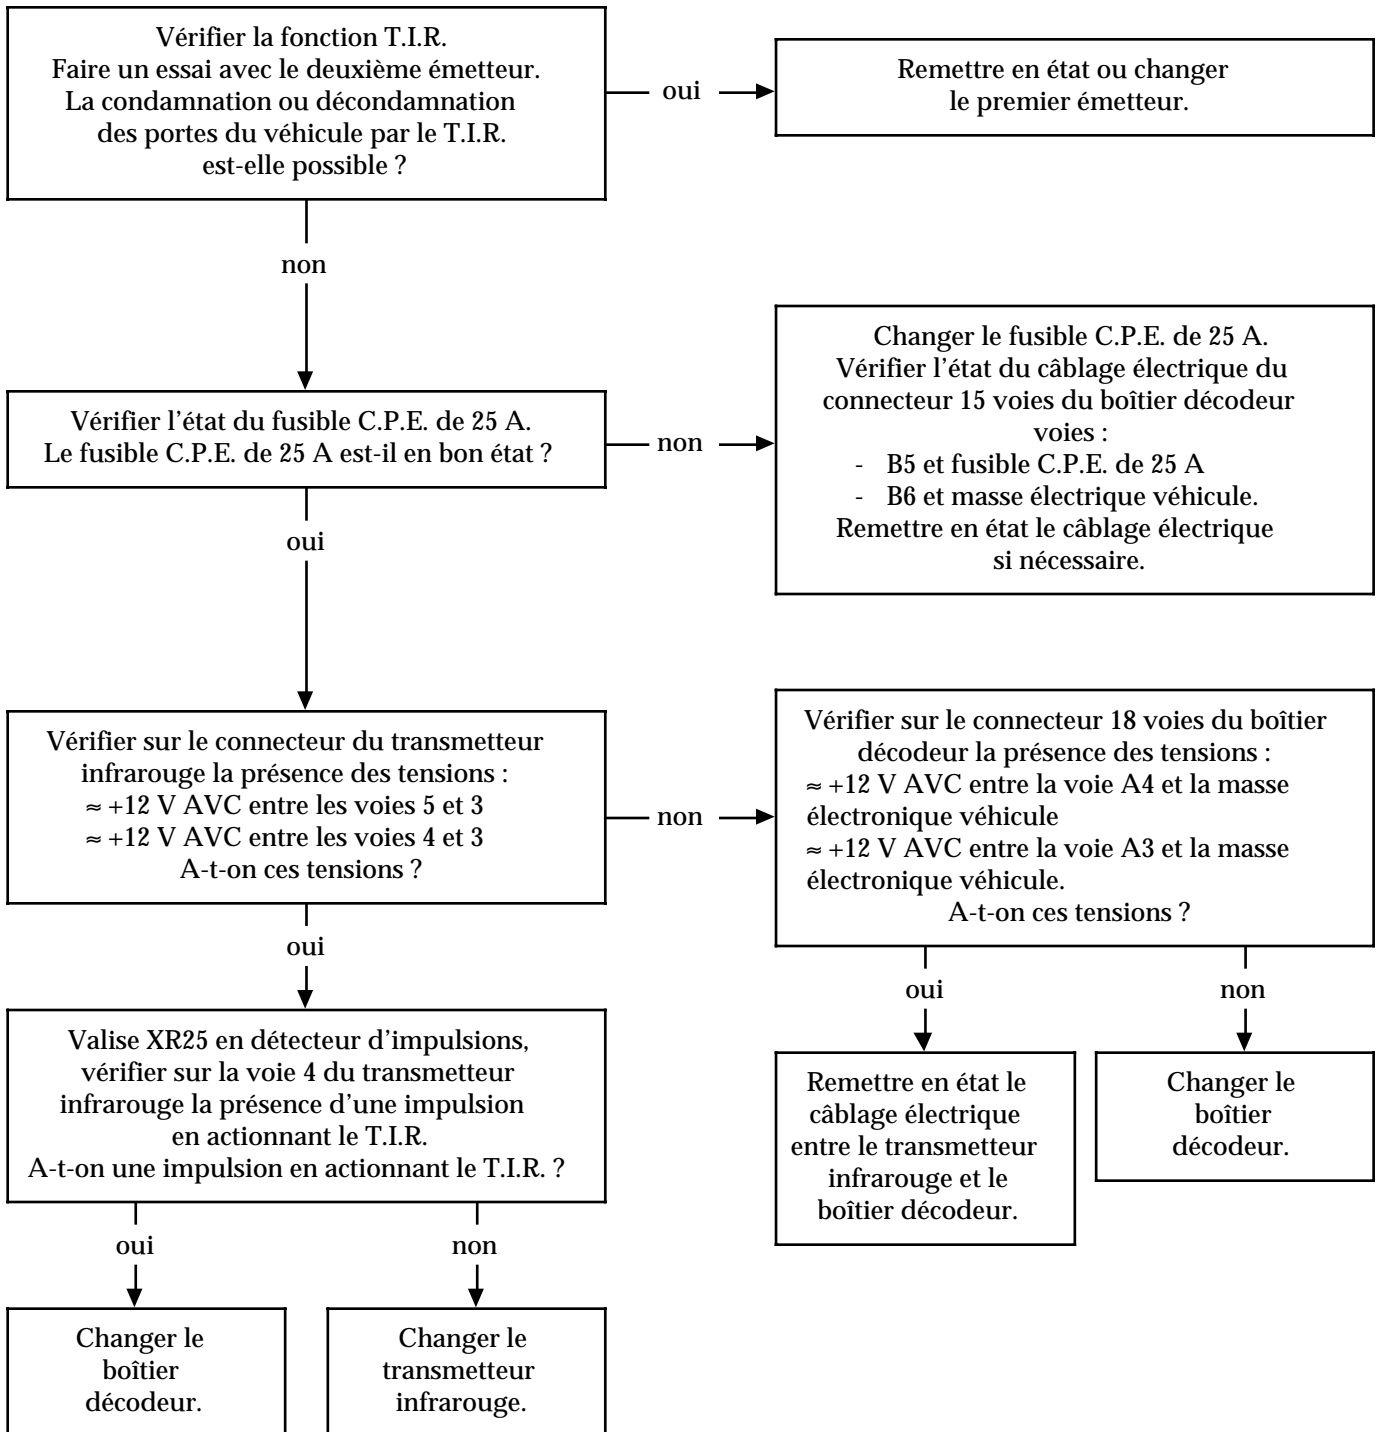 Vérifier la fonction T.I.R.
Faire un essai avec le deuxième émetteur.
La condamnation ou décondamnation
des portes du véhicule par le T.I.R.
est-elle possible ?
oui
Remettre en état ou changer
le premier émetteur.
non
Vérifier l’état du fusible C.P.E. de 25 A.
Le fusible C.P.E. de 25 A est-il en bon état ?
non
Changer le fusible C.P.E. de 25 A.
Vérifier l’état du câblage électrique du
connecteur 15 voies du boîtier décodeur
voies :
- B5 et fusible C.P.E. de 25 A
- B6 et masse électrique véhicule.
Remettre en état le câblage électrique
si nécessaire.
oui
Vérifier sur le connecteur du transmetteur
infrarouge la présence des tensions :
≈ +12 V AVC entre les voies 5 et 3
≈ +12 V AVC entre les voies 4 et 3
A-t-on ces tensions ?
non
Vérifier sur le connecteur 18 voies du boîtier
décodeur la présence des tensions :
≈ +12 V AVC entre la voie A4 et la masse
électronique véhicule
≈ +12 V AVC entre la voie A3 et la masse
électronique véhicule.
A-t-on ces tensions ?
oui
oui
non
Valise XR25 en détecteur d’impulsions,
vérifier sur la voie 4 du transmetteur
infrarouge la présence d’une impulsion
en actionnant le T.I.R.
A-t-on une impulsion en actionnant le T.I.R. ?
Remettre en état le
câblage électrique
entre le transmetteur
infrarouge et le
boîtier décodeur.
Changer le
boîtier
décodeur.
oui
non
Changer le
boîtier
décodeur.
Changer le
transmetteur
infrarouge.